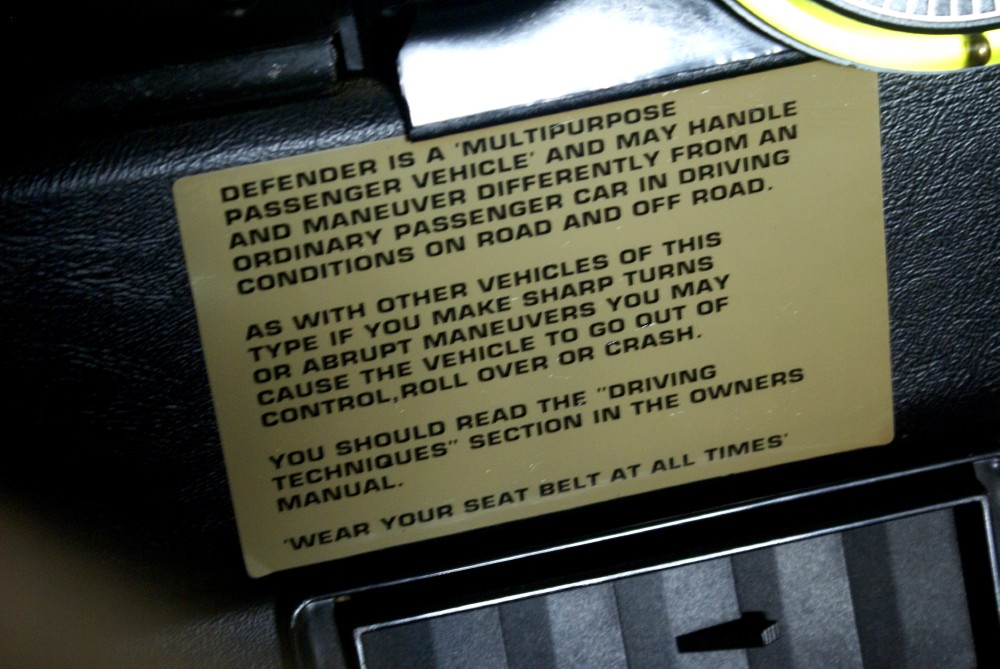 DEFENDER IS A 'MULTIPURPOSE
PASSENGER VEHICLE' AND MAY HANDLE
AND MANEUVER DIFFERENTLY FROM AN
ORDINARY PASSENGER CAR IN DRIVING
CONDITIONS ON ROAD AND OFF ROAD.
AS WITH OTHER VEHICLES OF THIS
TYPE IF YOU MAKE SHARP TURNS
OR ABRUPT MANEUVERS YOU MAY
CAUSE THE VEHICLE TO GO OUT OF
CONTROL,ROLL OVER OR CRASH.
YOU SHOULD READ THE "DRIVING
TECHNIQUES" SECTION IN THE OWNERS
MANUAL.
'WEAR YOUR SEAT BELT AT ALL TIMES'